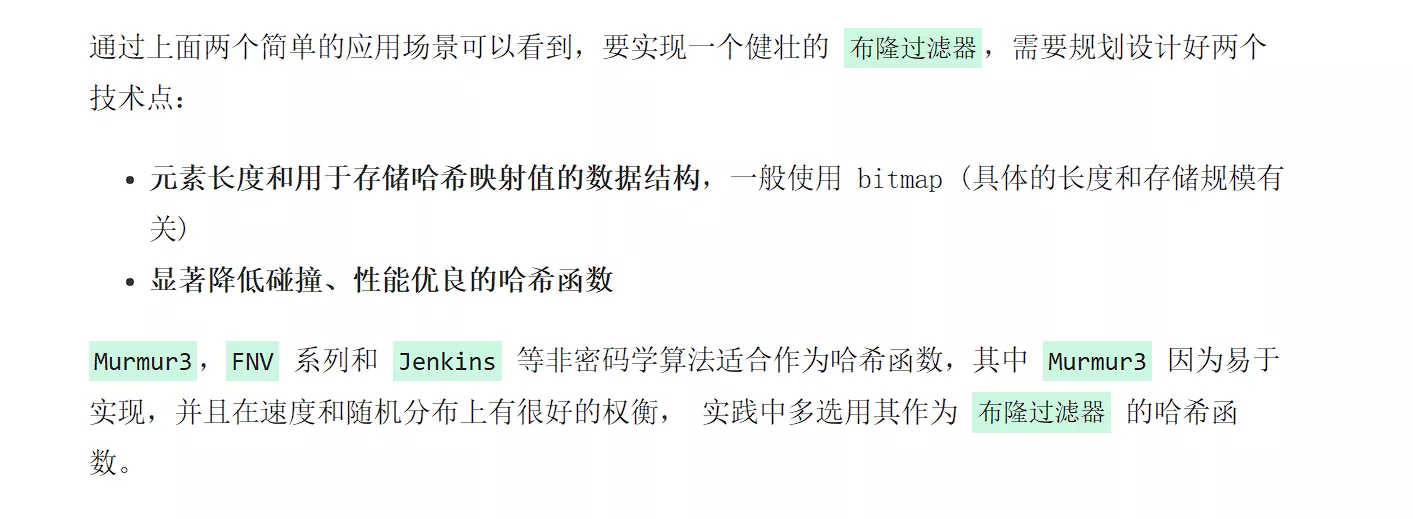 通过上面两个简单的应用场景可以看到，要实现一个健壮的 布隆过滤器，需要规划设计好两个
技术点：
• 元素长度和用于存储哈希映射值的数据结构，一般使用 bitmap (具体的长度和存储规模有
关)
• 显著降低碰撞、性能优良的哈希函数
Murmur3，FNV 系列和 Jenkins 等非密码学算法适合作为哈希函数，其中 Murmur3 因为易于
实现，并且在速度和随机分布上有很好的权衡， 实践中多选用其作为 布隆过滤器 的哈希函
数。